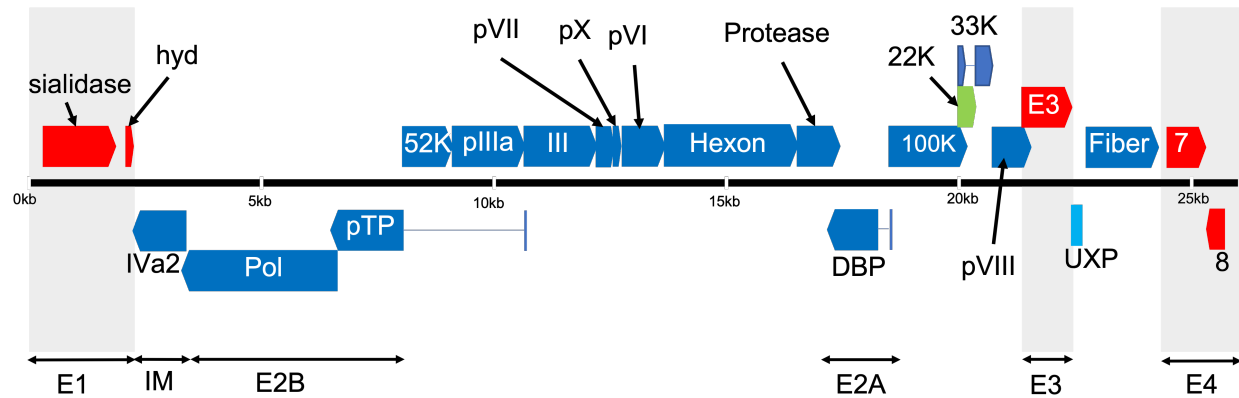 33K
pVII
pX
pVI
Protease
hyd
22K
sialidase
E3
52K
pIIIa
III
Hexon
100K
Fiber
7
0kb
5kb
10kb
15kb
20kb
25kb
pTP
IVa2
Pol
DBP
pVIII
UXP
8
E1
IM
E2B
E2A
E3
E4